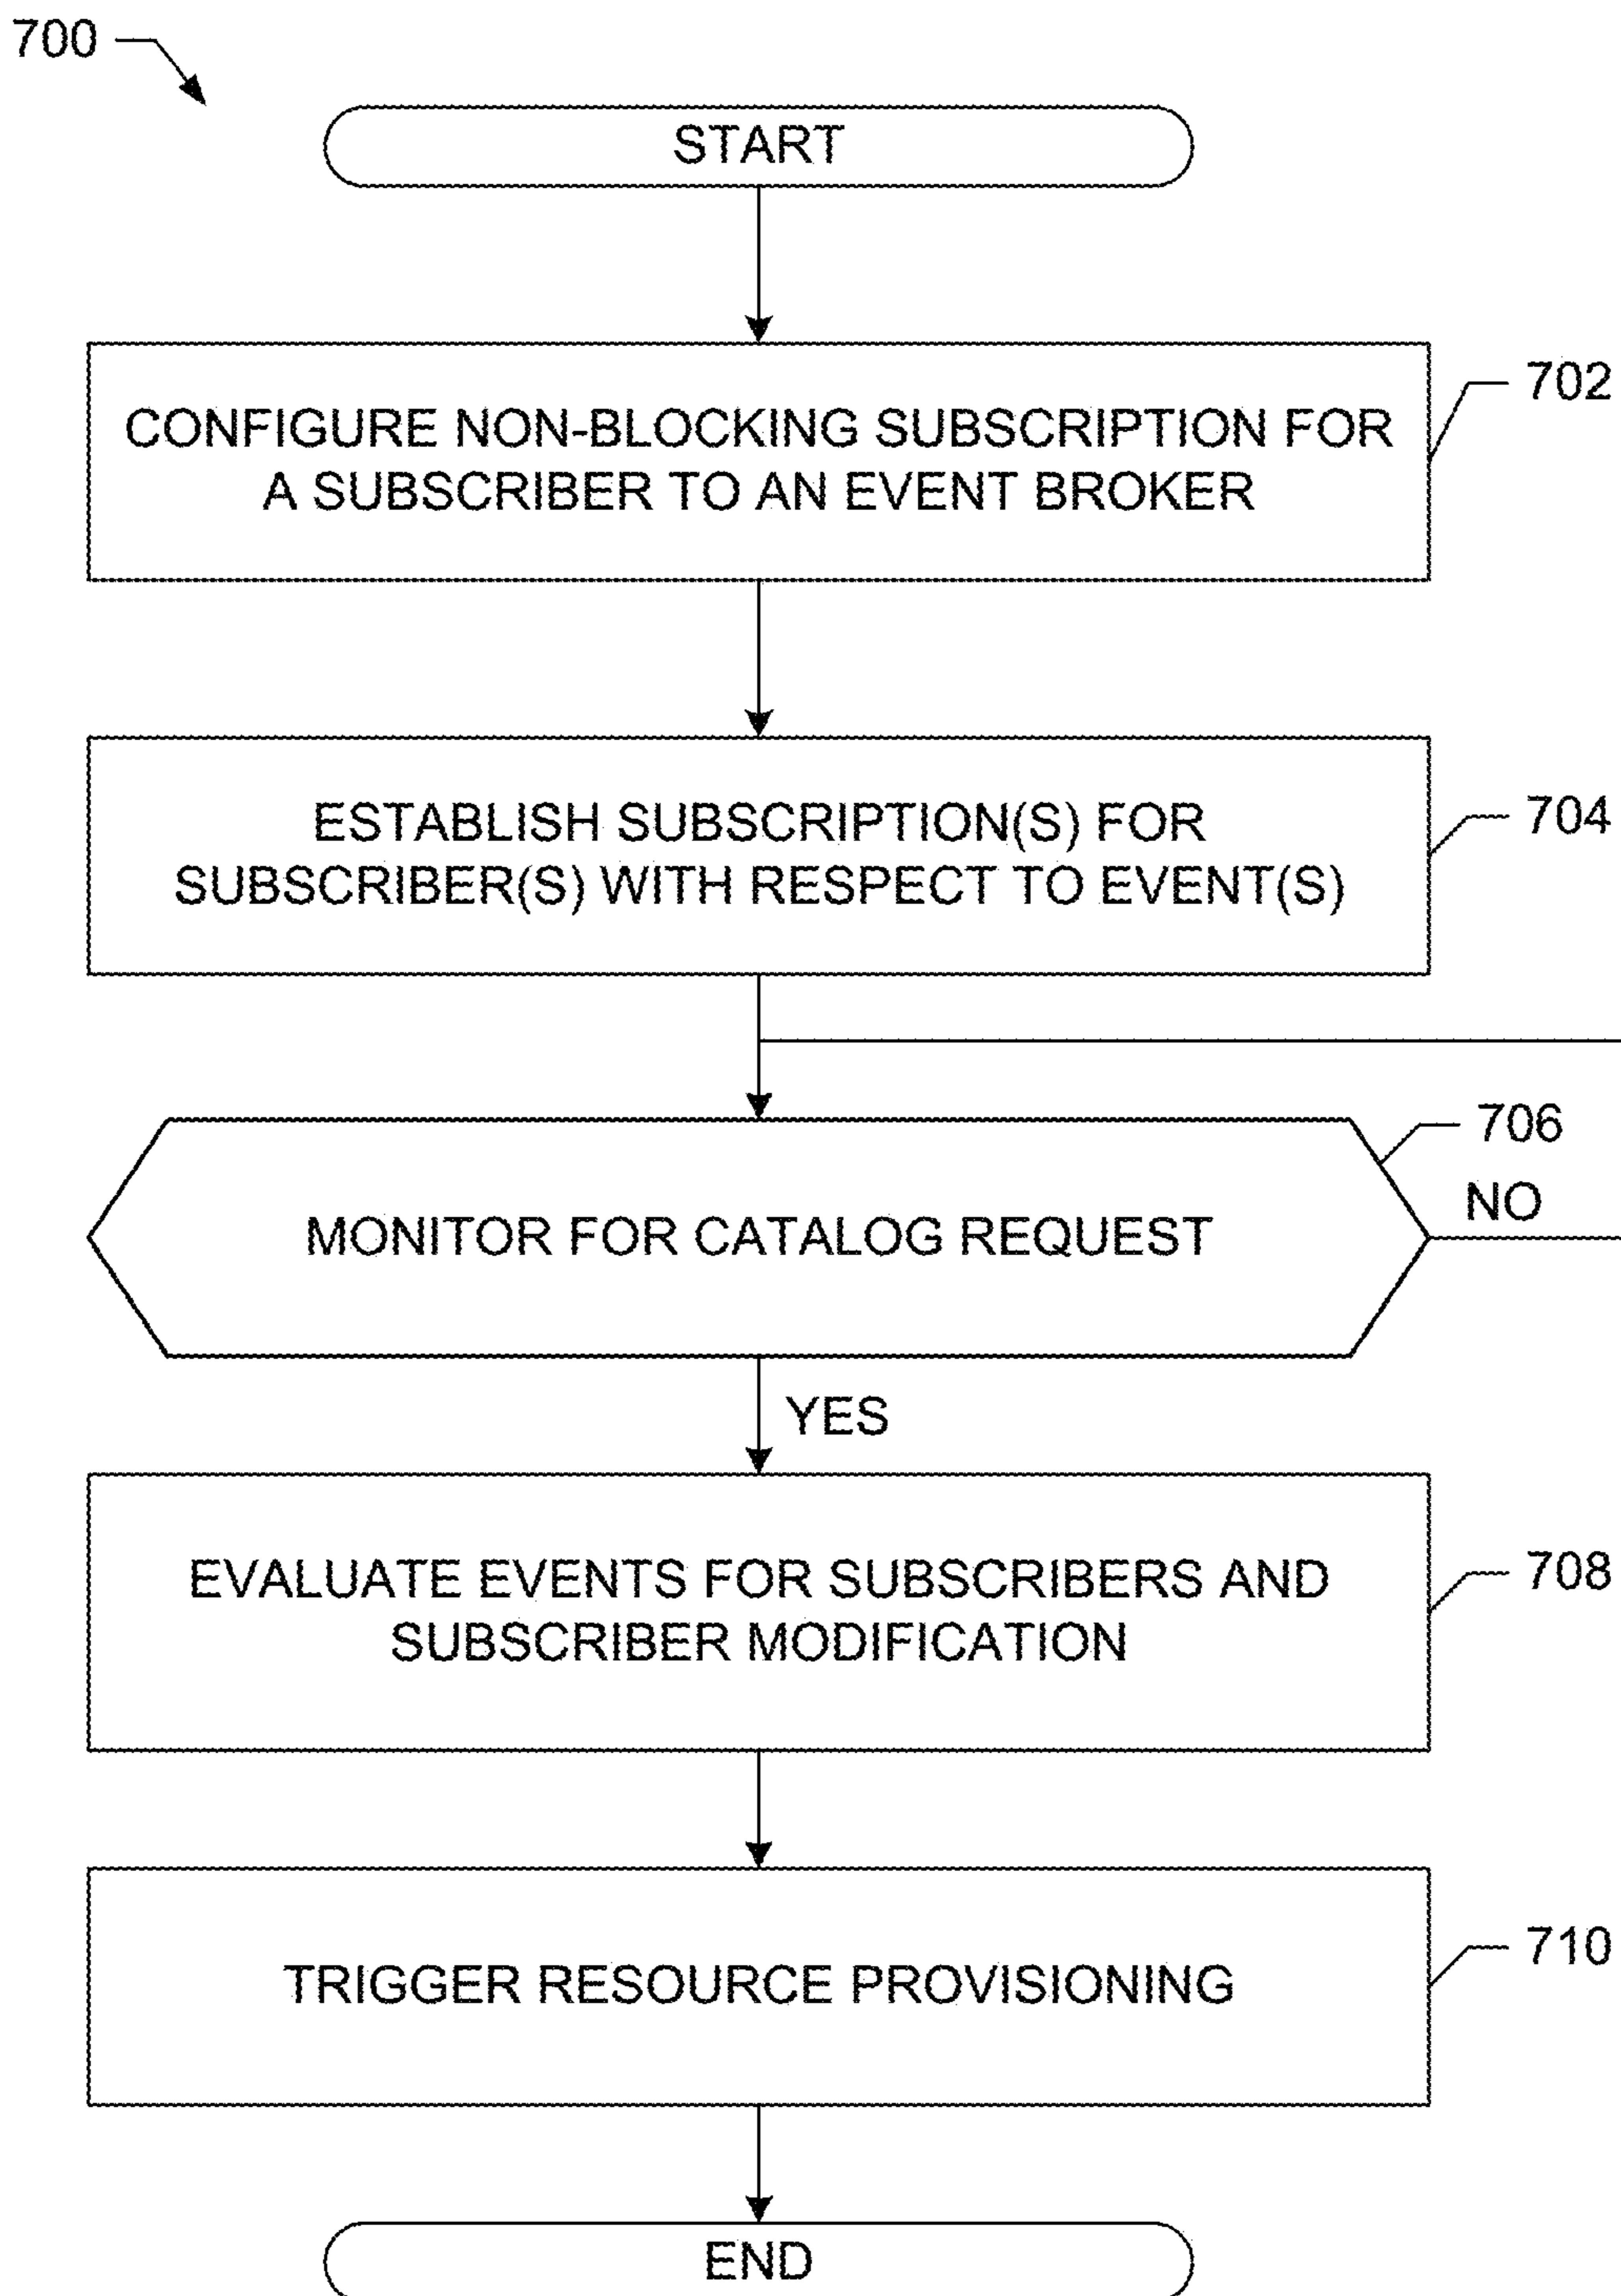 700
START
CONFIGURE NON-BLOCKING SUBSCRIPTION FOR
A SUBSCRIBER TO AN EVENT BROKER
702
ESTABLISH SUBSCRIPTION(S) FOR
SUBSCRIBER(S) WITH RESPECT TO EVENT(S)
704
MONITOR FOR CATALOG REQUEST
706
NO
YES
EVALUATE EVENTS FOR SUBSCRIBERS AND
SUBSCRIBER MODIFICATION
708
TRIGGER RESOURCE PROVISIONING
710
END